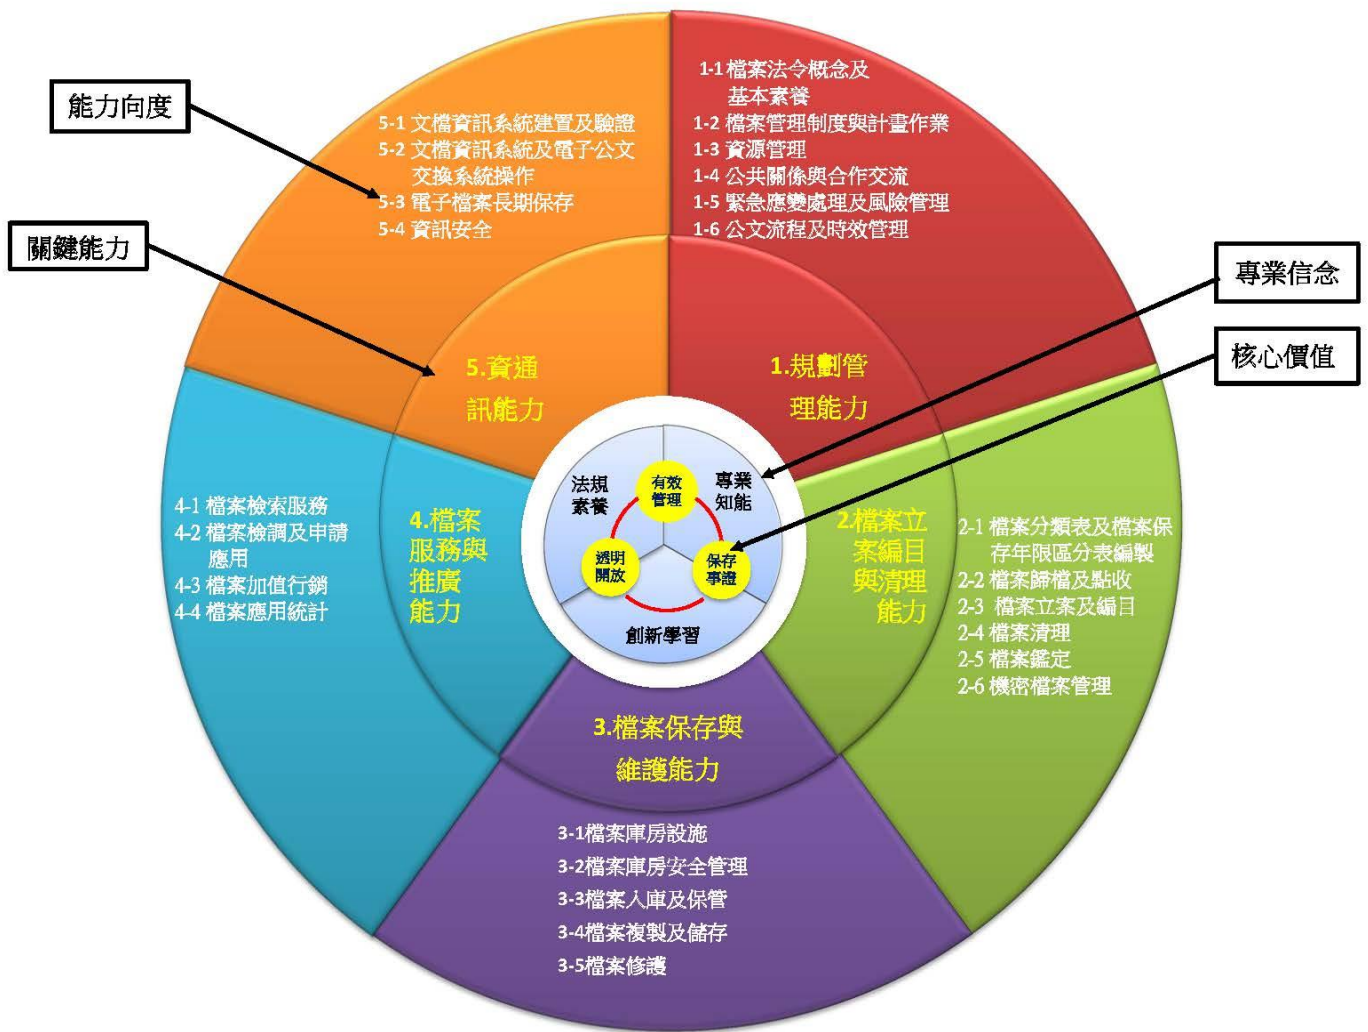 能力向度
關鍵能力
專業信念
核心價值
1-1 檔案法令概念及
基本素養
1-2 檔案管理制度與計畫作業
1-3 資源管理
1-4 公共關係與合作交流
1-5 緊急應變處理及風險管理
1-6 公文流程及時效管理
1.規劃管
理能力
2-1 檔案分類表及檔案保
存年限區分表編製
2-2 檔案歸檔及點收
2-3 檔案立案及編目
2-4 檔案清理
2-5 檔案鑑定
2-6 機密檔案管理
2.檔案立
案編目
與清理
能力
3.檔案保存與
維護能力
3-1檔案庫房設施
3-2檔案庫房安全管理
3-3檔案入庫及保管
3-4檔案複製及儲存
3-5檔案修護
4.檔案
服務與
推廣
能力
4-1 檔案檢索服務
4-2 檔案檢調及申請
應用
4-3 檔案加值行銷
4-4 檔案應用統計
5-1 文檔資訊系統建置及驗證
5-2 文檔資訊系統及電子公文
交換系統操作
5-3 電子檔案長期保存
5-4 資訊安全
5.資通
訊能力
法規
素養
專業
知能
創新學習
有效
管理
透明
開放
保存
事證